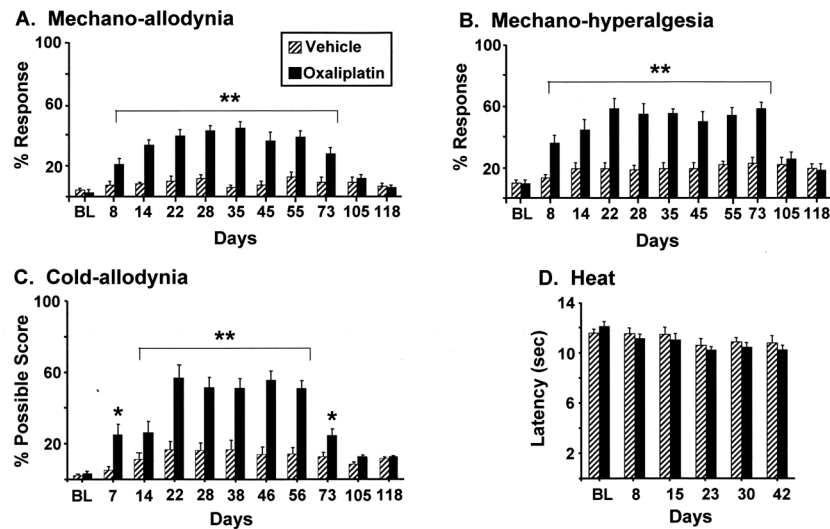 A. Mechano-allodynia
Vehicle
Oxaliplatin
% Response
100
60
20
**
BL 8 14 22 28 35 45 55 73 105 118
Days
B. Mechano-hyperalgesia
% Response
100
60
20
**
BL 8 14 22 28 35 45 55 73 105 118
Days
C. Cold-allodynia
% Possible Score
100
60
20
*
**
*
BL 7 14 22 28 38 46 56 73 105 118
Days
D. Heat
Latency (sec)
14
10
6
2
BL 8 15 23 30 42
Days